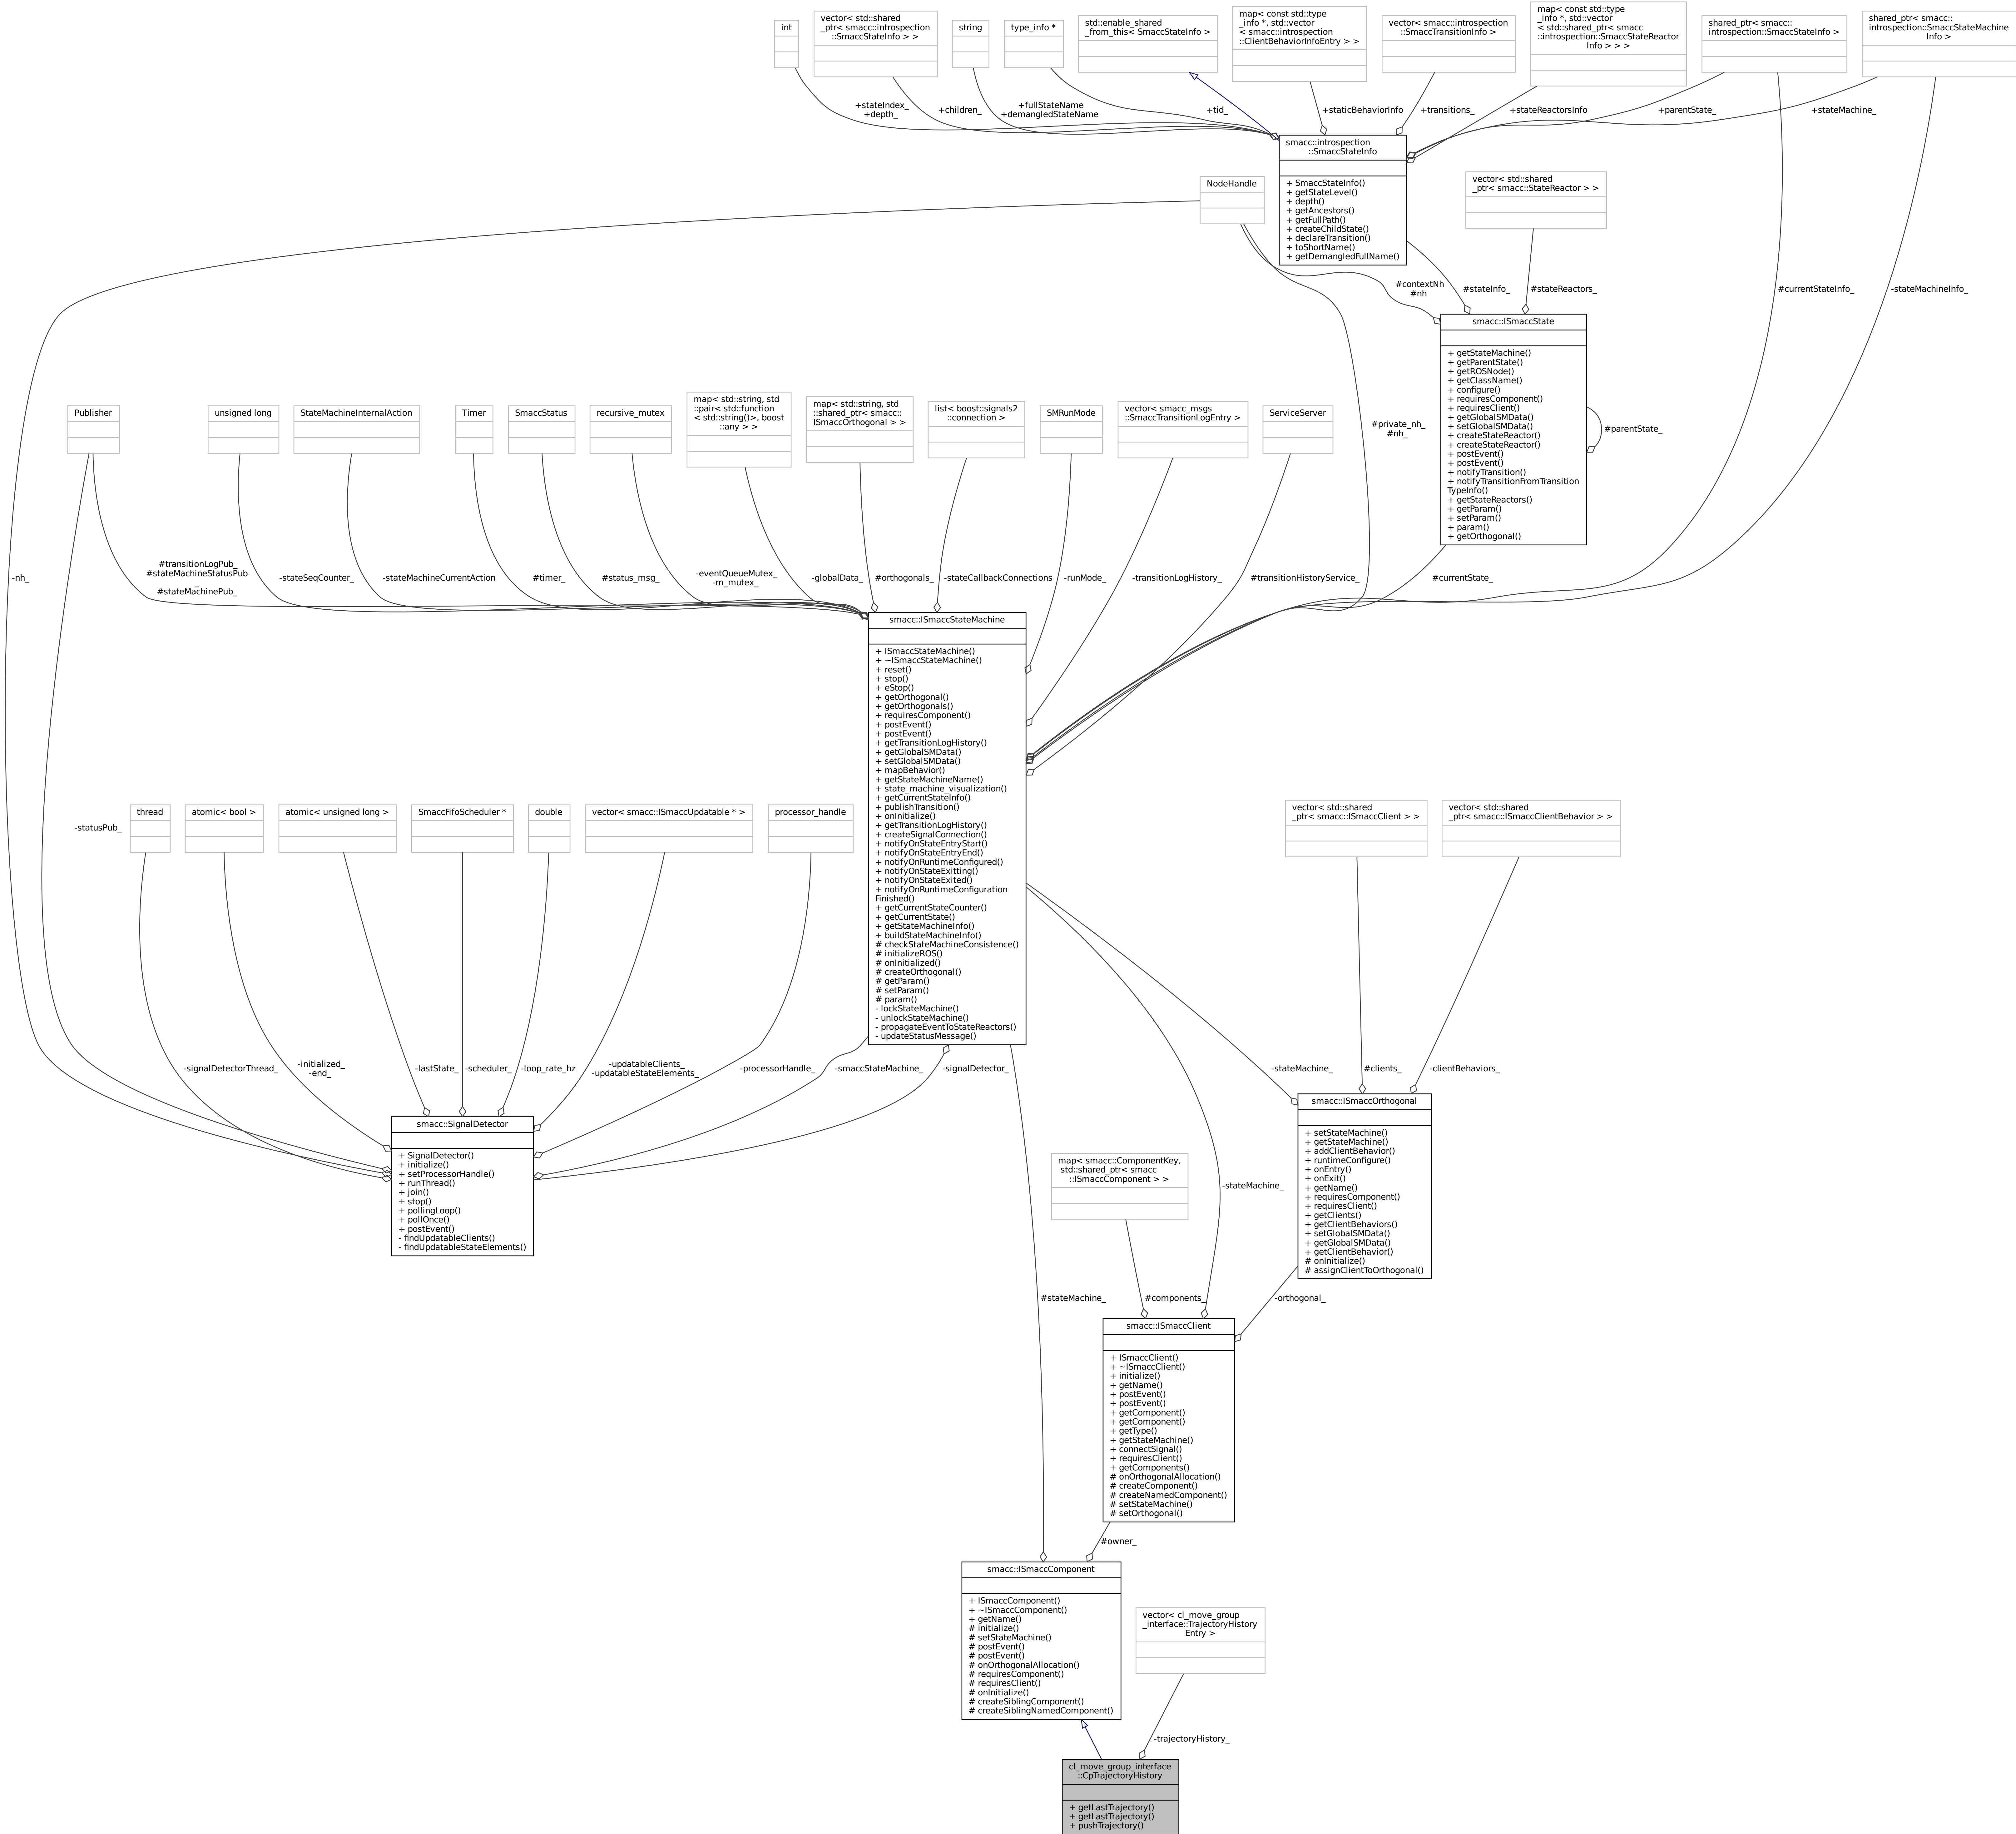 int
vector< std::shared
_ptr< smacc::introspection
::SmaccStateInfo > >
string
type_info *
std::enable_shared
_from_this< SmaccStateInfo >
map< const std::type
_info *, std::vector
< smacc::introspection
::ClientBehaviorInfoEntry > >
vector< smacc::introspection
::SmaccTransitionInfo >
map< const std::type
_info *, std::vector
< std::shared_ptr< smacc
::introspection::SmaccStateReactor
Info > > >
shared_ptr< smacc::
introspection::SmaccStateInfo >
shared_ptr< smacc::
introspection::SmaccStateMachine
Info >
+stateIndex_
+depth_
+children_
+fullStateName
+demangledStateName
+tid_
+staticBehaviorInfo
+transitions_
+stateReactorsInfo
+parentState_
+stateMachine_
smacc::introspection
::SmaccStateInfo
+ SmaccStateInfo()
+ getStateLevel()
+ depth()
+ getAncestors()
+ getFullPath()
+ createChildState()
+ declareTransition()
+ toShortName()
+ getDemangledFullName()
NodeHandle
vector< std::shared
_ptr< smacc::StateReactor > >
#contextNh
#nh
#stateInfo_
#stateReactors_
#currentStateInfo_
-stateMachineInfo_
smacc::ISmaccState
+ getStateMachine()
+ getParentState()
+ getROSNode()
+ getClassName()
+ configure()
+ requiresComponent()
+ requiresClient()
+ getGlobalSMData()
+ setGlobalSMData()
+ createStateReactor()
+ createStateReactor()
+ postEvent()
+ postEvent()
+ notifyTransition()
+ notifyTransitionFromTransition
TypeInfo()
+ getStateReactors()
+ getParam()
+ setParam()
+ param()
+ getOrthogonal()
#parentState_
Publisher
unsigned long
StateMachineInternalAction
Timer
SmaccStatus
recursive_mutex
map< std::string, std
::pair< std::function
< std::string()>, boost
::any > >
map< std::string, std
::shared_ptr< smacc::
ISmaccOrthogonal > >
list< boost::signals2
::connection >
SMRunMode
vector< smacc_msgs
::SmaccTransitionLogEntry >
ServiceServer
#private_nh_
#nh_
-nh_
#transitionLogPub_
#stateMachineStatusPub
_
#stateMachinePub_
-stateSeqCounter_
-stateMachineCurrentAction
#timer_
#status_msg_
-eventQueueMutex_
-m_mutex_
-globalData_
#orthogonals_
-stateCallbackConnections
-runMode_
-transitionLogHistory_
#transitionHistoryService_
#currentState_
smacc::ISmaccStateMachine
+ ISmaccStateMachine()
+ ~ISmaccStateMachine()
+ reset()
+ stop()
+ eStop()
+ getOrthogonal()
+ getOrthogonals()
+ requiresComponent()
+ postEvent()
+ postEvent()
+ getTransitionLogHistory()
+ getGlobalSMData()
+ setGlobalSMData()
+ mapBehavior()
+ getStateMachineName()
+ state_machine_visualization()
+ getCurrentStateInfo()
+ publishTransition()
+ onInitialize()
+ getTransitionLogHistory()
+ createSignalConnection()
+ notifyOnStateEntryStart()
+ notifyOnStateEntryEnd()
+ notifyOnRuntimeConfigured()
+ notifyOnStateExitting()
+ notifyOnStateExited()
+ notifyOnRuntimeConfiguration
Finished()
+ getCurrentStateCounter()
+ getCurrentState()
+ getStateMachineInfo()
+ buildStateMachineInfo()
# checkStateMachineConsistence()
# initializeROS()
# onInitialized()
# createOrthogonal()
# getParam()
# setParam()
# param()
- lockStateMachine()
- unlockStateMachine()
- propagateEventToStateReactors()
- updateStatusMessage()
-statusPub_
thread
atomic< bool >
atomic< unsigned long >
SmaccFifoScheduler *
double
vector< smacc::ISmaccUpdatable * >
processor_handle
vector< std::shared
_ptr< smacc::ISmaccClient > >
vector< std::shared
_ptr< smacc::ISmaccClientBehavior > >
-signalDetectorThread_
-initialized_
-end_
-lastState_
-scheduler_
-loop_rate_hz
-updatableClients_
-updatableStateElements_
-processorHandle_
-smaccStateMachine_
-signalDetector_
-stateMachine_
#clients_
-clientBehaviors_
smacc::SignalDetector
+ SignalDetector()
+ initialize()
+ setProcessorHandle()
+ runThread()
+ join()
+ stop()
+ pollingLoop()
+ pollOnce()
+ postEvent()
- findUpdatableClients()
- findUpdatableStateElements()
smacc::ISmaccOrthogonal
+ setStateMachine()
+ getStateMachine()
+ addClientBehavior()
+ runtimeConfigure()
+ onEntry()
+ onExit()
+ getName()
+ requiresComponent()
+ requiresClient()
+ getClients()
+ getClientBehaviors()
+ setGlobalSMData()
+ getGlobalSMData()
+ getClientBehavior()
# onInitialize()
# assignClientToOrthogonal()
map< smacc::ComponentKey,
std::shared_ptr< smacc
::ISmaccComponent > >
-stateMachine_
#stateMachine_
#components_
-orthogonal_
smacc::ISmaccClient
+ ISmaccClient()
+ ~ISmaccClient()
+ initialize()
+ getName()
+ postEvent()
+ postEvent()
+ getComponent()
+ getComponent()
+ getType()
+ getStateMachine()
+ connectSignal()
+ requiresClient()
+ getComponents()
# onOrthogonalAllocation()
# createComponent()
# createNamedComponent()
# setStateMachine()
# setOrthogonal()
#owner_
smacc::ISmaccComponent
+ ISmaccComponent()
+ ~ISmaccComponent()
+ getName()
# initialize()
# setStateMachine()
# postEvent()
# postEvent()
# onOrthogonalAllocation()
# requiresComponent()
# requiresClient()
# onInitialize()
# createSiblingComponent()
# createSiblingNamedComponent()
vector< cl_move_group
_interface::TrajectoryHistory
Entry >
-trajectoryHistory_
cl_move_group_interface
::CpTrajectoryHistory
+ getLastTrajectory()
+ getLastTrajectory()
+ pushTrajectory()